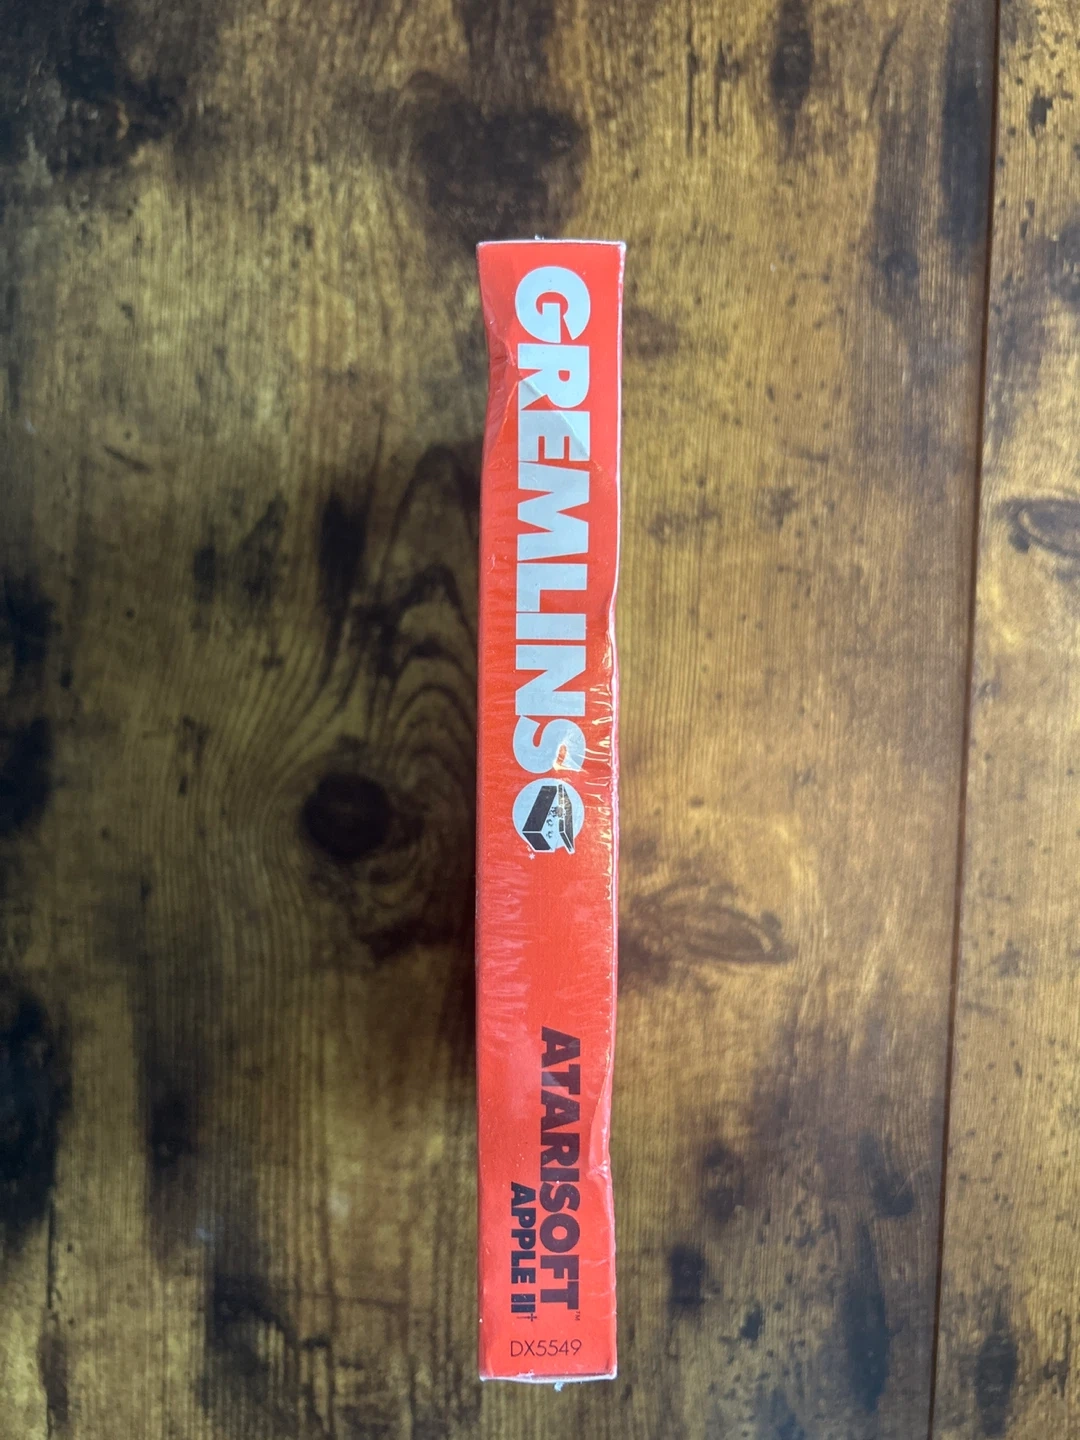 GREMLINS
*
ATARISOFT™
APPLE II†
DX5549